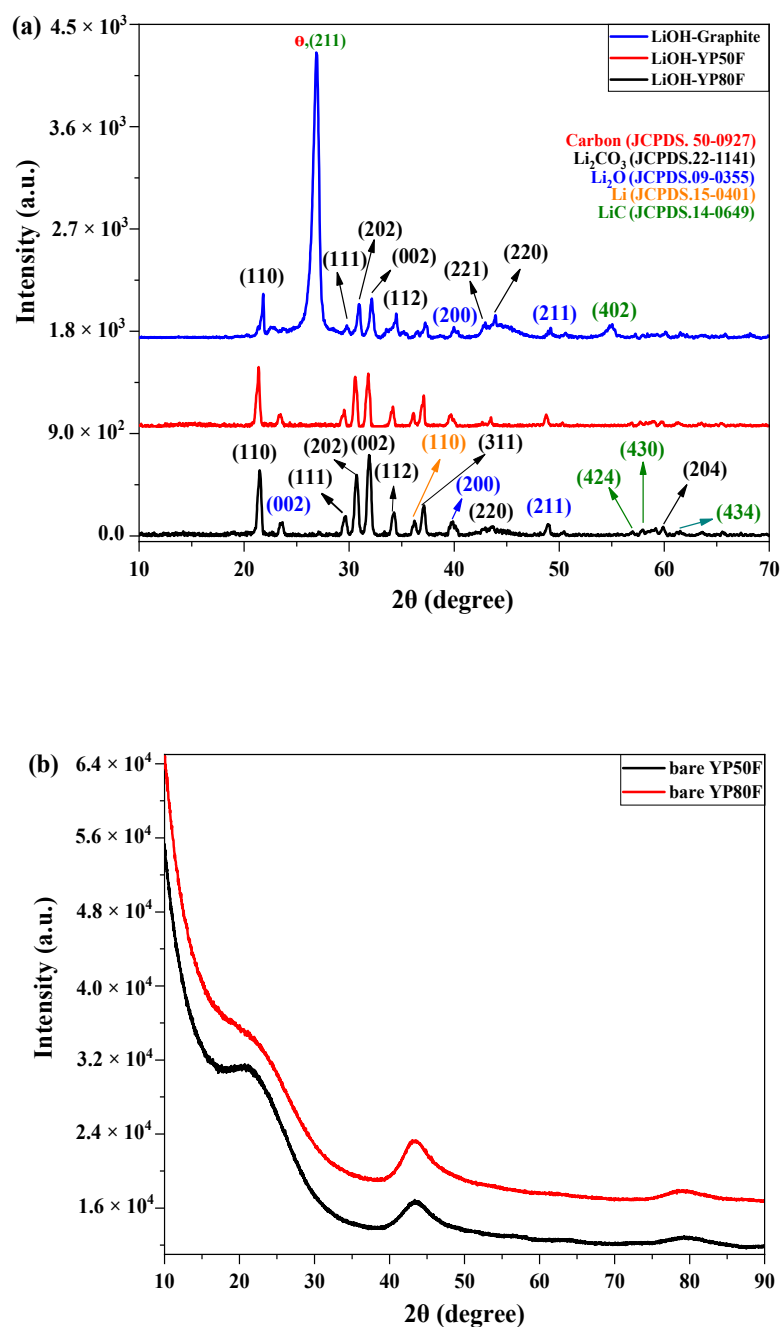 (a)
4.5 × 10³
3.6 × 10³
2.7 × 10³
1.8 × 10³
9.0 × 10²
0.0
Intensity (a.u.)
ɵ,(211)
LiOH-Graphite
LiOH-YP50F
LiOH-YP80F
Carbon (JCPDS. 50-0927)
Li₂CO₃ (JCPDS.22-1141)
Li₂O (JCPDS.09-0355)
Li (JCPDS.15-0401)
LiC (JCPDS.14-0649)
(110)
(111)
(202)
(002)
(112)
(200)
(221)
(220)
(211)
(402)
(110)
(002)
(111)
(202)
(002)
(112)
(110)
(311)
(200)
(220)
(211)
(424)
(430)
(204)
(434)
10 20 30 40 50 60 70
2θ (degree)
(b)
6.4 × 10⁴
5.6 × 10⁴
4.8 × 10⁴
4.0 × 10⁴
3.2 × 10⁴
2.4 × 10⁴
1.6 × 10⁴
Intensity (a.u.)
bare YP50F
bare YP80F
10 20 30 40 50 60 70 80 90
2θ (degree)